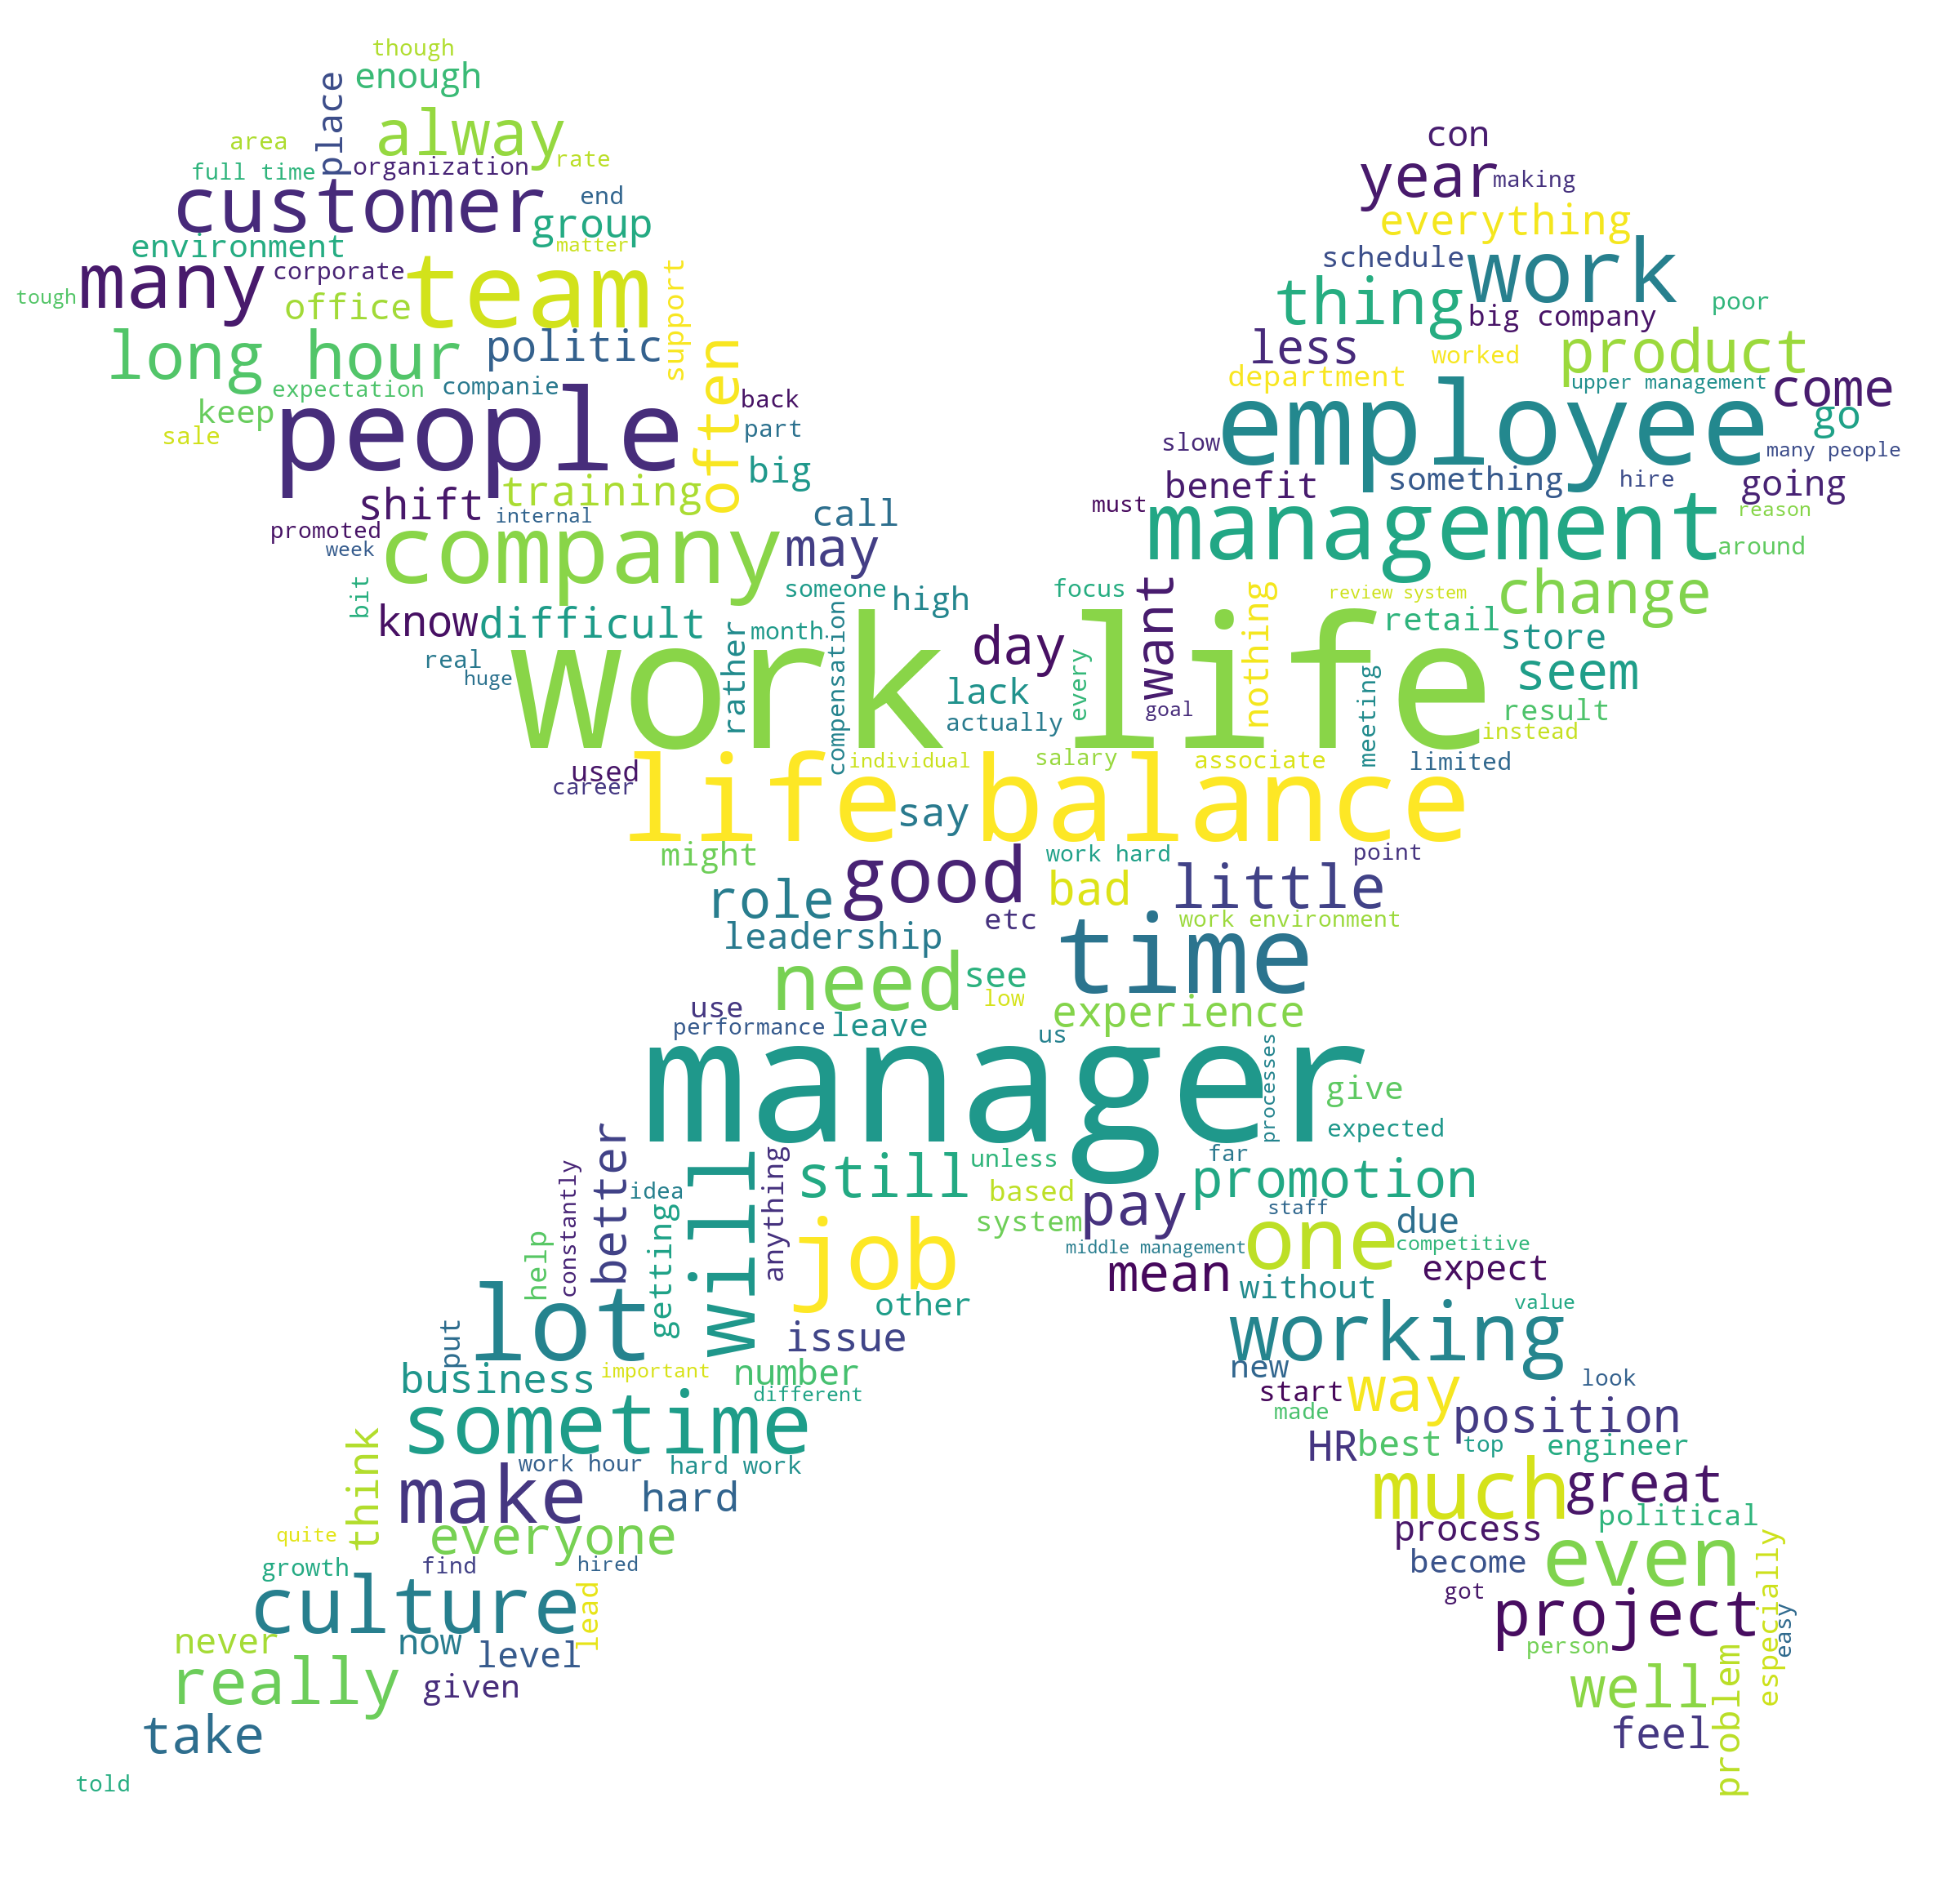 though
enough
place
alway
area
rate
full time
organization
customer
end
group
environment
matter
many
corporate
team
support
tough
office
long hour
politic
often
expectation
companie
keep
people
back
sale
part
big
shift
training
promoted
internal
call
week
company
may
bit
someone
high
know
difficult
month
compensation
rather
real
huge
con
year
making
everything
schedule
work
thing
big company
poor
less
worked
product
department
upper management
come
employee
go
slow
many people
benefit
something
hire
going
must
management
reason
around
focus
want
nothing
review system
change
retail
store
day
work life
seem
lack
every
goal
meeting
result
actually
instead
used
individual
salary
associate
limited
career
life balance
say
might
good
work hard
point
role
bad
little
leadership
etc
work environment
need
see
time
low
use
experience
performance
leave
us
manager
processes
give
expected
better
will
anything
still
unless
far
constantly
idea
based
promotion
getting
system
pay
staff
help
job
middle management
one
due
competitive
lot
other
mean
without
expect
put
issue
working
value
business
important
number
new
look
different
start
way
sometime
made
position
think
work hour
hard work
HR
best
top
engineer
make
hard
much
great
quite
everyone
process
political
growth
find
hired
become
even
especially
culture
lead
got
project
easy
never
now
level
person
problem
really
given
well
take
feel
told